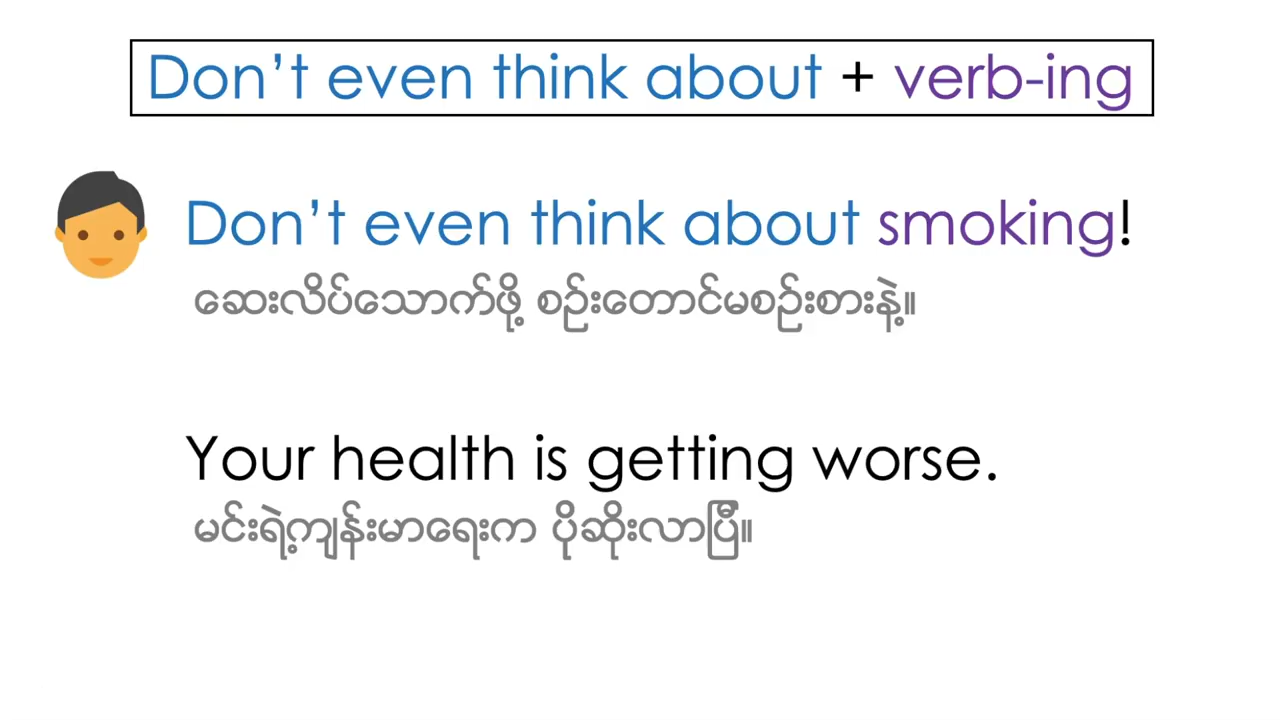 Don’t even think about + verb-ing
Don’t even think about smoking!
ဆေးလိပ်သောက်ဖို့ စဉ်းတောင်မစဉ်းစားနဲ့။
Your health is getting worse.
မင်းရဲ့ကျန်းမာရေးက ပိုဆိုးလာပြီ။